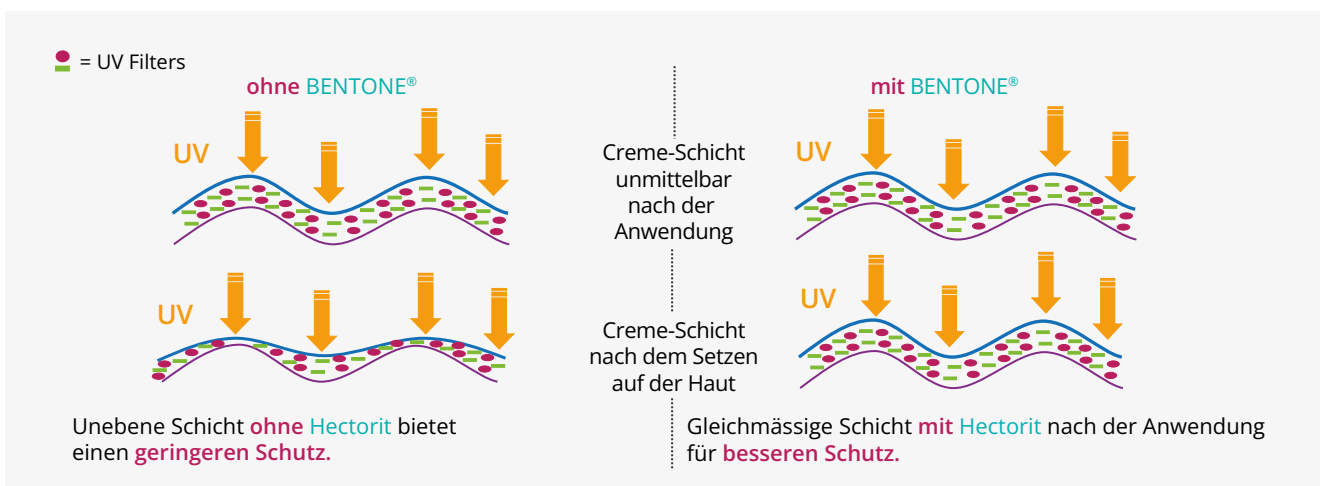 = UV Filters
ohne BENTONE®
mit BENTONE®
UV
UV
Creme-Schicht
unmittelbar
nach der
Anwendung
UV
UV
Creme-Schicht
nach dem Setzen
auf der Haut
Unebene Schicht ohne Hectorit bietet
einen geringeren Schutz.
Gleichmässige Schicht mit Hectorit nach der Anwendung
für besseren Schutz.